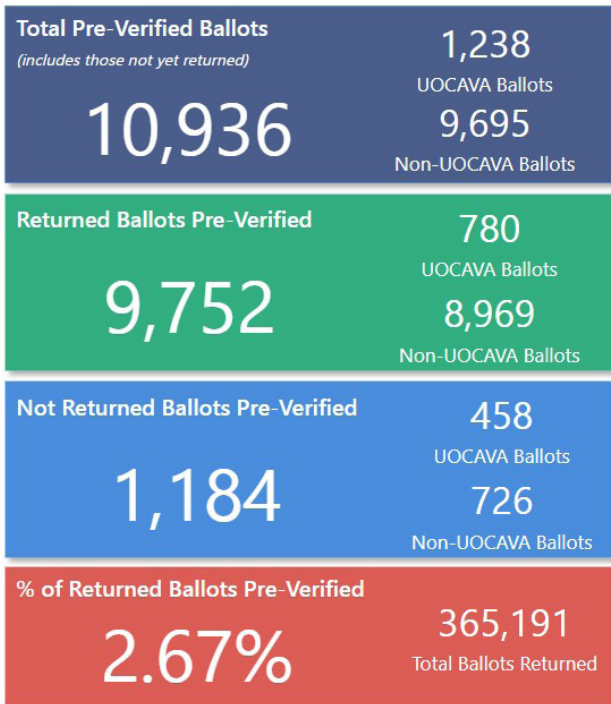 Total Pre-Verified Ballots
(includes those not yet returned)
10,936
1,238
UOCAVA Ballots
9,695
Non-UOCAVA Ballots
Returned Ballots Pre-Verified
9,752
780
UOCAVA Ballots
8,969
Non-UOCAVA Ballots
Not Returned Ballots Pre-Verified
1,184
458
UOCAVA Ballots
726
Non-UOCAVA Ballots
% of Returned Ballots Pre-Verified
2.67%
365,191
Total Ballots Returned